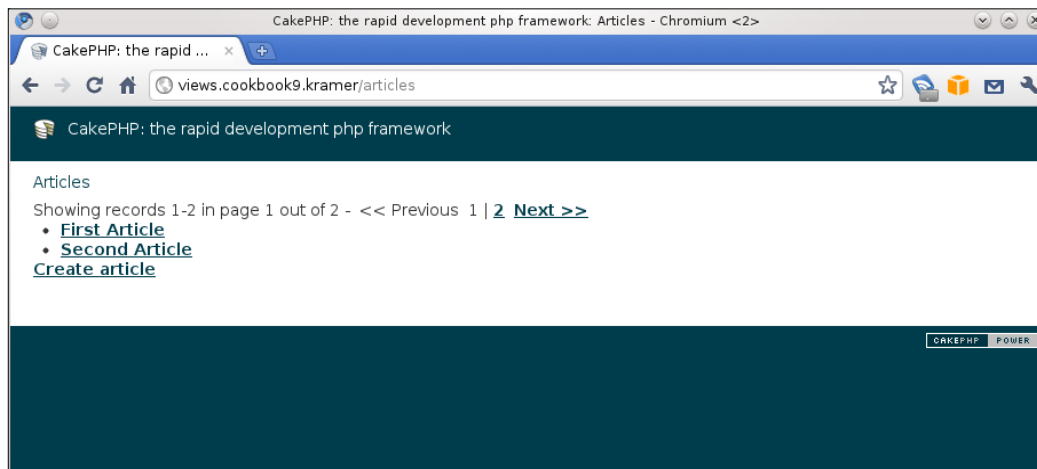 CakePHP: the rapid development php framework: Articles - Chromium <2>
CakePHP: the rapid ...
views.cookbook9.kramer/articles
CakePHP: the rapid development php framework
Articles
Showing records 1-2 in page 1 out of 2 - << Previous 1 | 2 Next >>
• First Article
• Second Article
Create article
CAKEPHP POWER